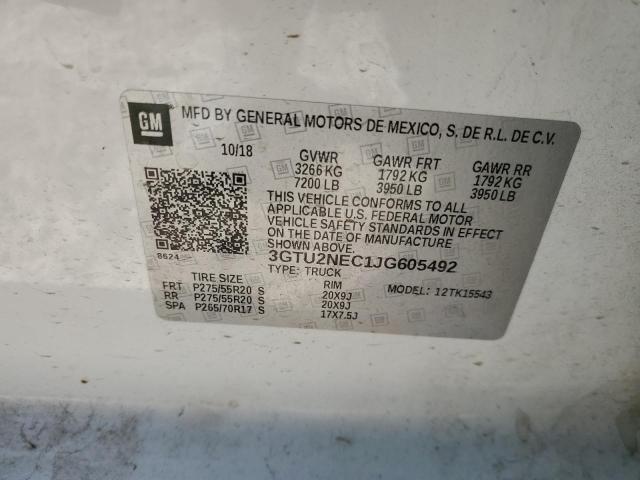 GM MFD BY GENERAL MOTORS DE MEXICO, S. DE R.L. DE C.V.
10/18 GVWR GAWR FRT GAWR RR
3266 KG 1792 KG 1792 KG
7200 LB 3950 LB 3950 LB
THIS VEHICLE CONFORMS TO ALL
APPLICABLE U.S. FEDERAL MOTOR
VEHICLE SAFETY STANDARDS IN
EFFECT ON THE DATE OF MANUFACTURE
SHOWN ABOVE.
8624 3GTU2NEC1JG605492
TYPE: TRUCK
TIRE SIZE RIM MODEL: 12TK15543
FRT P275/55R20 S 20X9J
RR P275/55R20 S 20X9J
SPA P265/70R17 S 17X7.5J